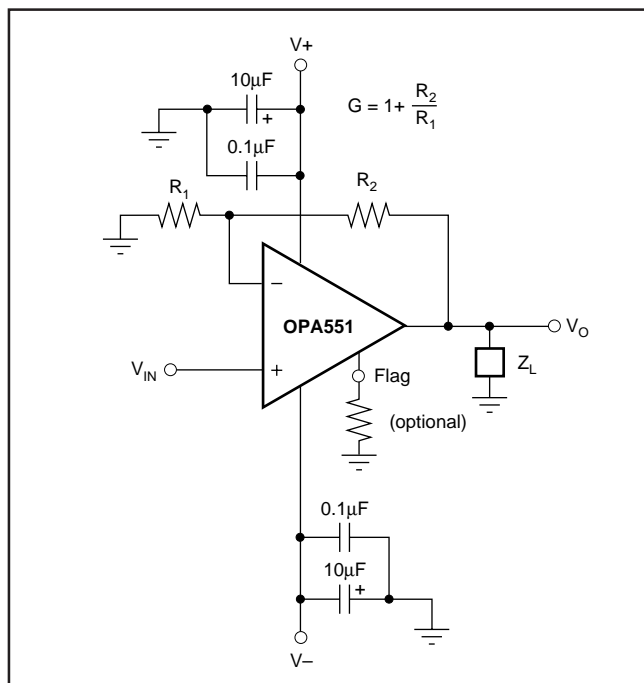 V+
10µF
+
G = 1+ R2
R1
0.1µF
R1
R2
–
OPA551
VO
VIN
+
Flag
ZL
(optional)
0.1µF
10µF
+
V–